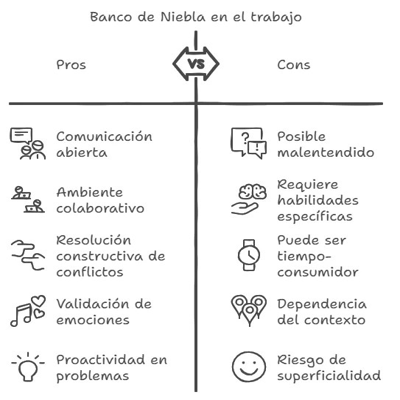 Banco de Niebla en el trabajo
Pros
VS
Cons
Comunicación
abierta
Posible
malentendido
Ambiente
colaborativo
Requiere
habilidades
específicas
Resolución
constructiva de
conflictos
Puede ser
tiempo-
consumidor
Validación de
emociones
Dependencia
del contexto
Proactividad en
problemas
Riesgo de
superficialidad